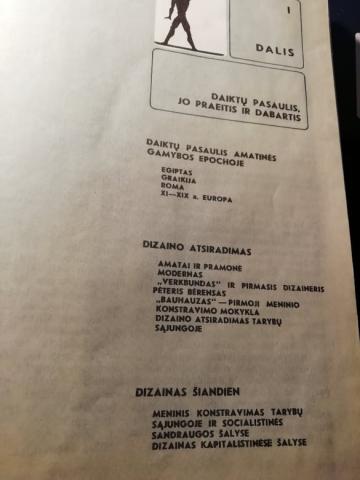 I
DALIS
DAIKTŲ PASAULIS,
JO PRAEITIS IR DABARTIS
DAIKTŲ PASAULIS AMATINĖS
GAMYBOS EPOCHOJE
EGIPTAS
GRAIKIJA
ROMA
XI—XIX a. EUROPA
DIZAINO ATSIRADIMAS
AMATAI IR PRAMONĖ
MODERNAS
„VERKBUNDAS" IR PIRMASIS DIZAINERIS
PĖTERIS BĖRENSAS
„BAUHAUZAS" — PIRMOJI MENINIO
KONSTRAVIMO MOKYKLA
DIZAINO ATSIRADIMAS TARYBŲ
SĄJUNGOJE
DIZAINAS ŠIANDIEN
MENINIS KONSTRAVIMAS TARYBŲ
SĄJUNGOJE IR SOCIALISTINĖS
SANDRAUGOS ŠALYSE
DIZAINAS KAPITALISTINĖSE ŠALYSE